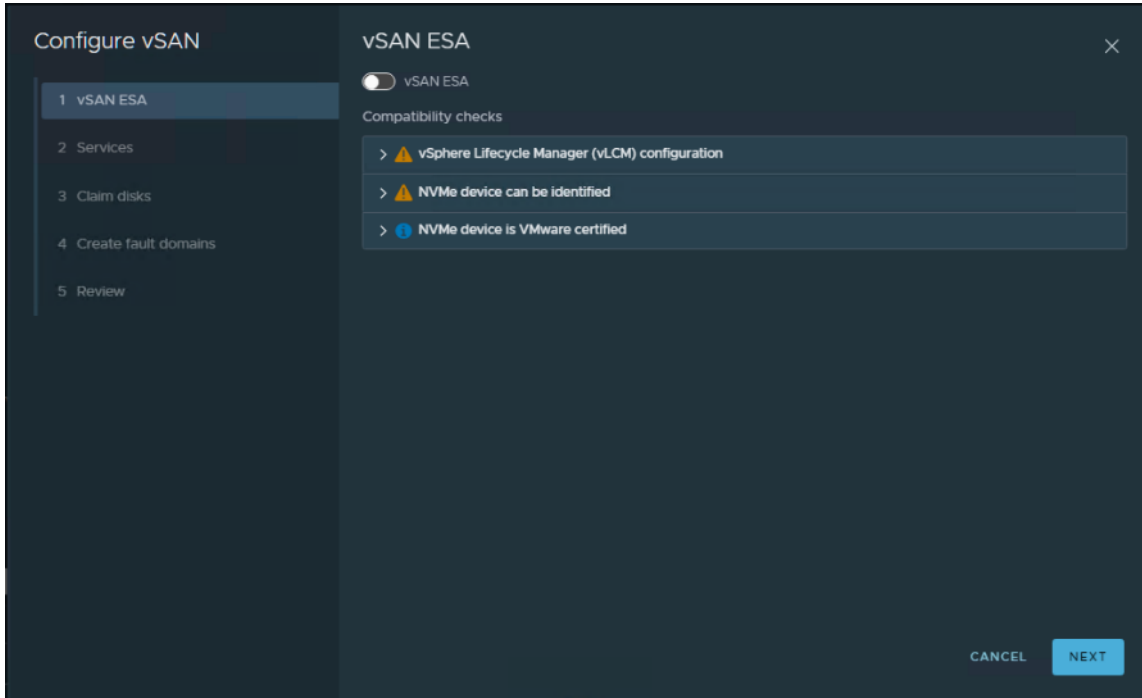 Configure vSAN
1 vSAN ESA
2 Services
3 Claim disks
4 Create fault domains
5 Review
vSAN ESA
vSAN ESA
Compatibility checks
vSphere Lifecycle Manager (vLCM) configuration
NVMe device can be identified
NVMe device is VMware certified
CANCEL
NEXT